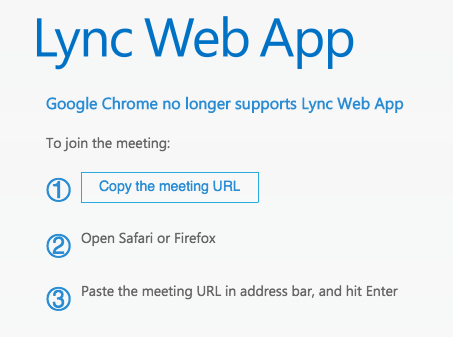 Lync Web App
Google Chrome no longer supports Lync Web App
To join the meeting:
① Copy the meeting URL
② Open Safari or Firefox
③ Paste the meeting URL in address bar, and hit Enter